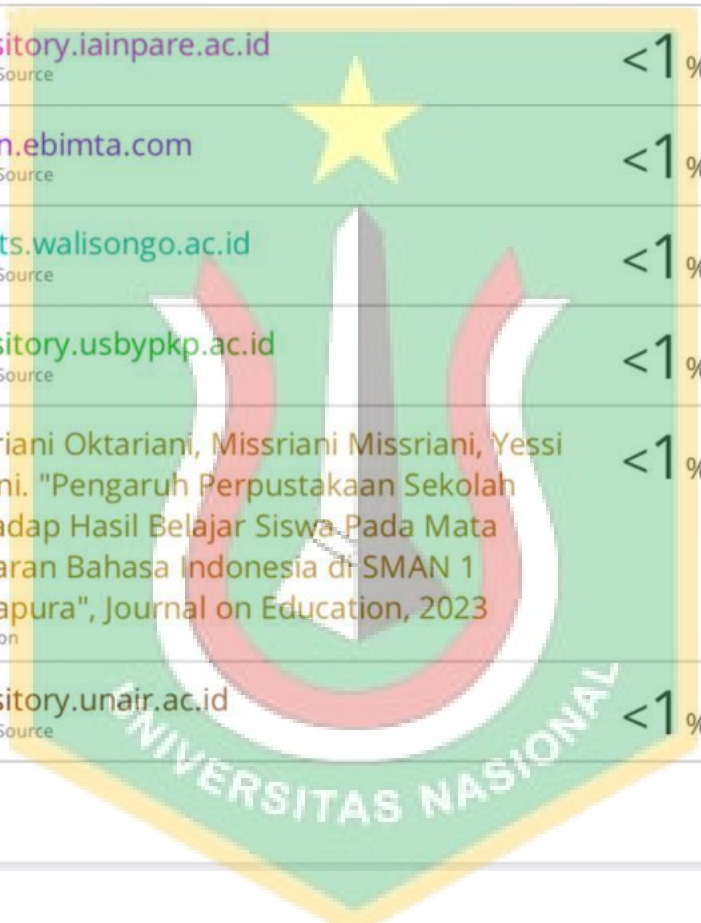 sitory.iainpare.ac.id
Source
<1%
n.ebimta.com
Source
<1%
ts.walisongo.ac.id
Source
<1%
sitory.usbypkp.ac.id
Source
<1%
riani Oktariani, Missriani Missriani, Yessi
ni. "Pengaruh Perpustakaan Sekolah
adap Hasil Belajar Siswa Pada Mata
aran Bahasa Indonesia di SMAN 1
apura", Journal on Education, 2023
on
<1%
sitory.unair.ac.id
Source
<1%
UNIVERSITAS NASIONAL